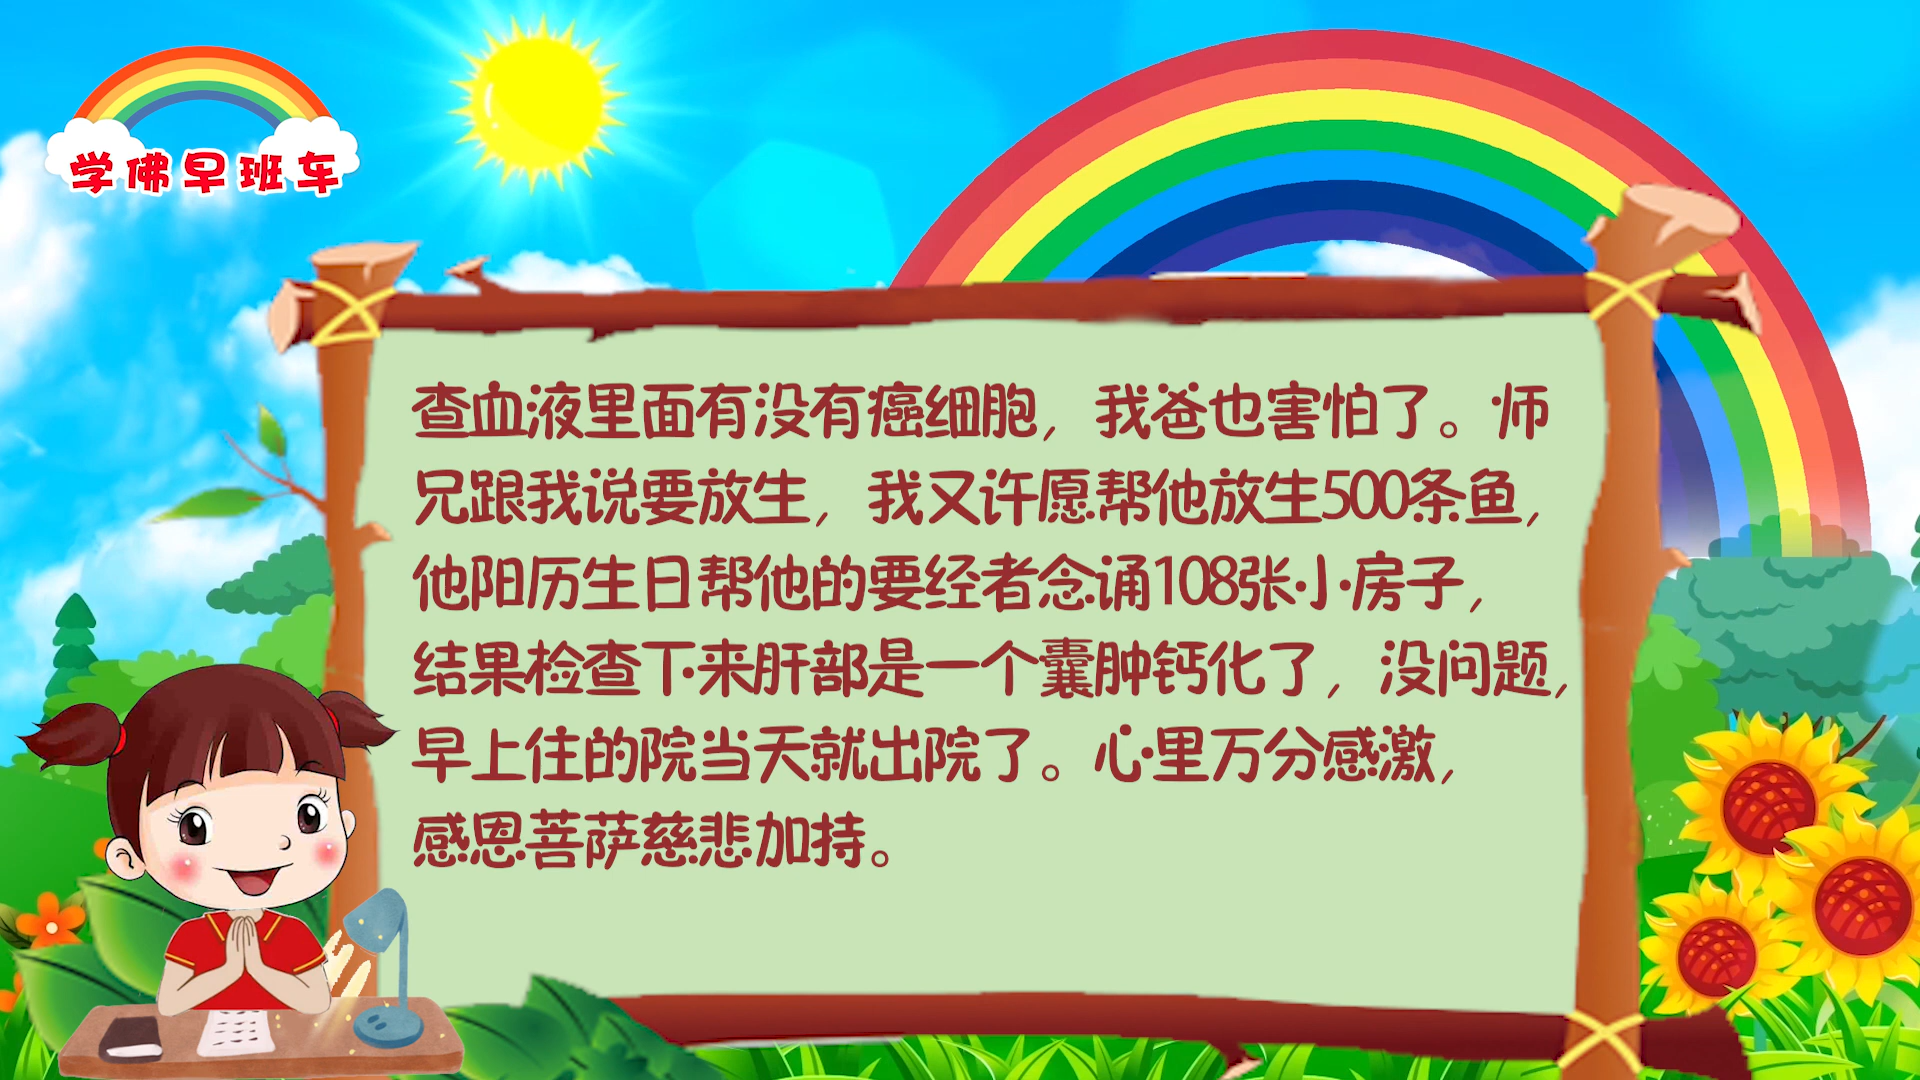 学佛早班车
查血液里面有没有癌细胞，我爸也害怕了。师
兄跟我说要放生，我又许愿帮他放生500条鱼，
他阳历生日帮他的要经者念诵108张小房子，
结果检查下来肝部是一个囊肿钙化了，没问题，
早上住的院当天就出院了。心里万分感激，
感恩菩萨慈悲加持。